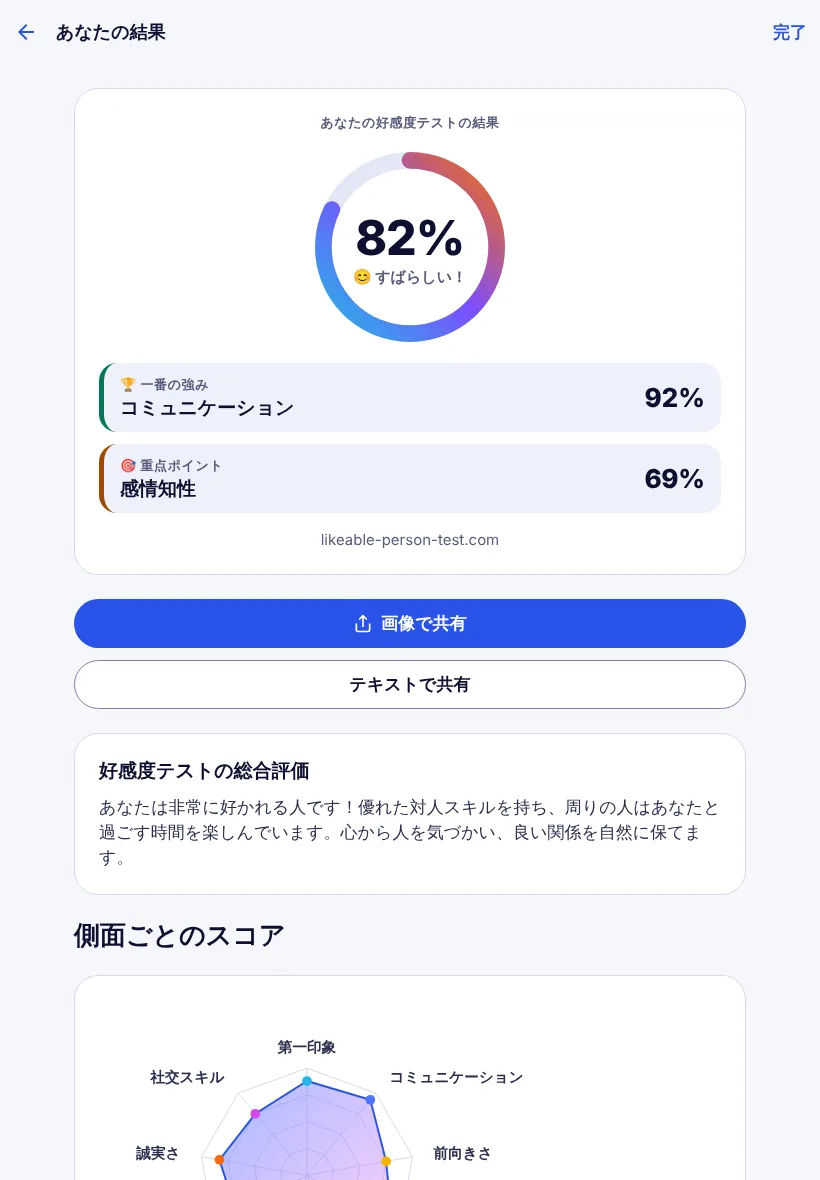 あなたの結果
完了
あなたの好感度テストの結果
82%
😊 すばらしい！
🏆 一番の強み
コミュニケーション
92%
🎯 重点ポイント
感情知性
69%
likeable-person-test.com
画像で共有
テキストで共有
好感度テストの総合評価
あなたは非常に好かれる人です！優れた対人スキルを持ち、周りの人はあなたと
過ごす時間を楽しんでいます。心から人を気づかい、良い関係を自然に保てま
す。
側面ごとのスコア
第一印象
社交スキル
コミュニケーション
誠実さ
前向きさ